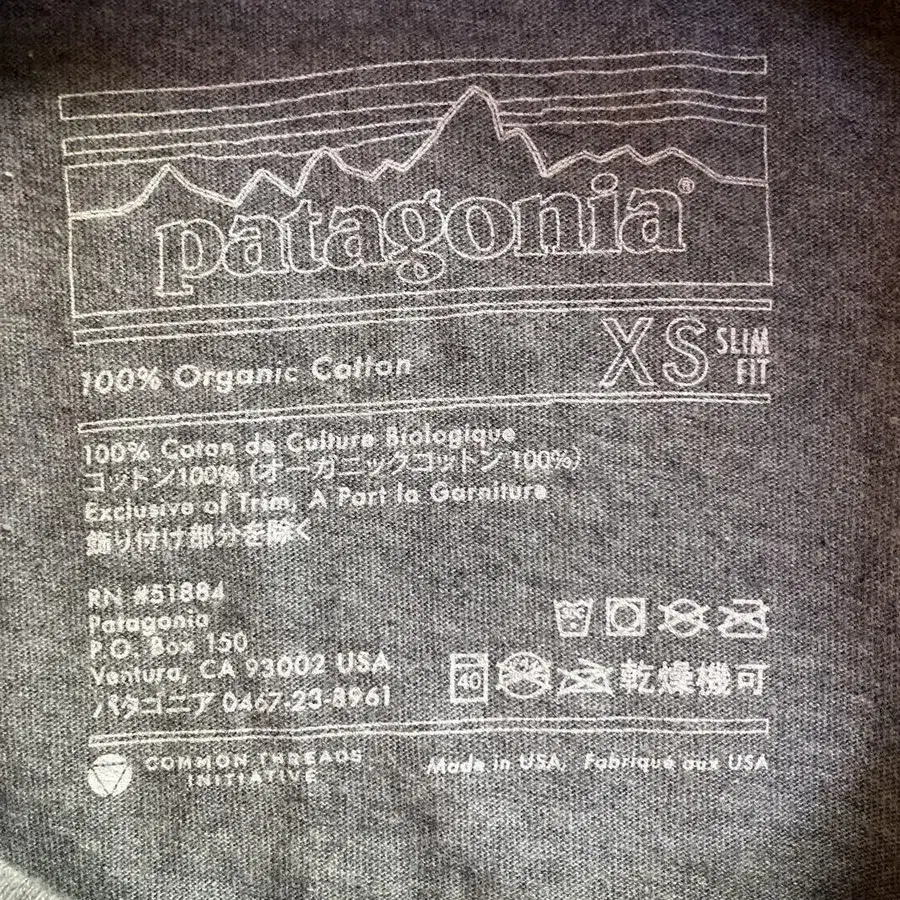 patagonia®
XS SLIM FIT
100% Organic Cotton
100% Coton de Culture Biologique
コットン100% (オーガニックコットン 100%)
Exclusive of Trim, A Part la Garniture
飾り付け部分を除く
RN #51884
Patagonia
P.O. Box 150
Ventura, CA 93002 USA
パタゴニア 0467-23-8961
40
乾燥機可
COMMON THREADS
INITIATIVE
Made in USA, Fabriqué aux USA